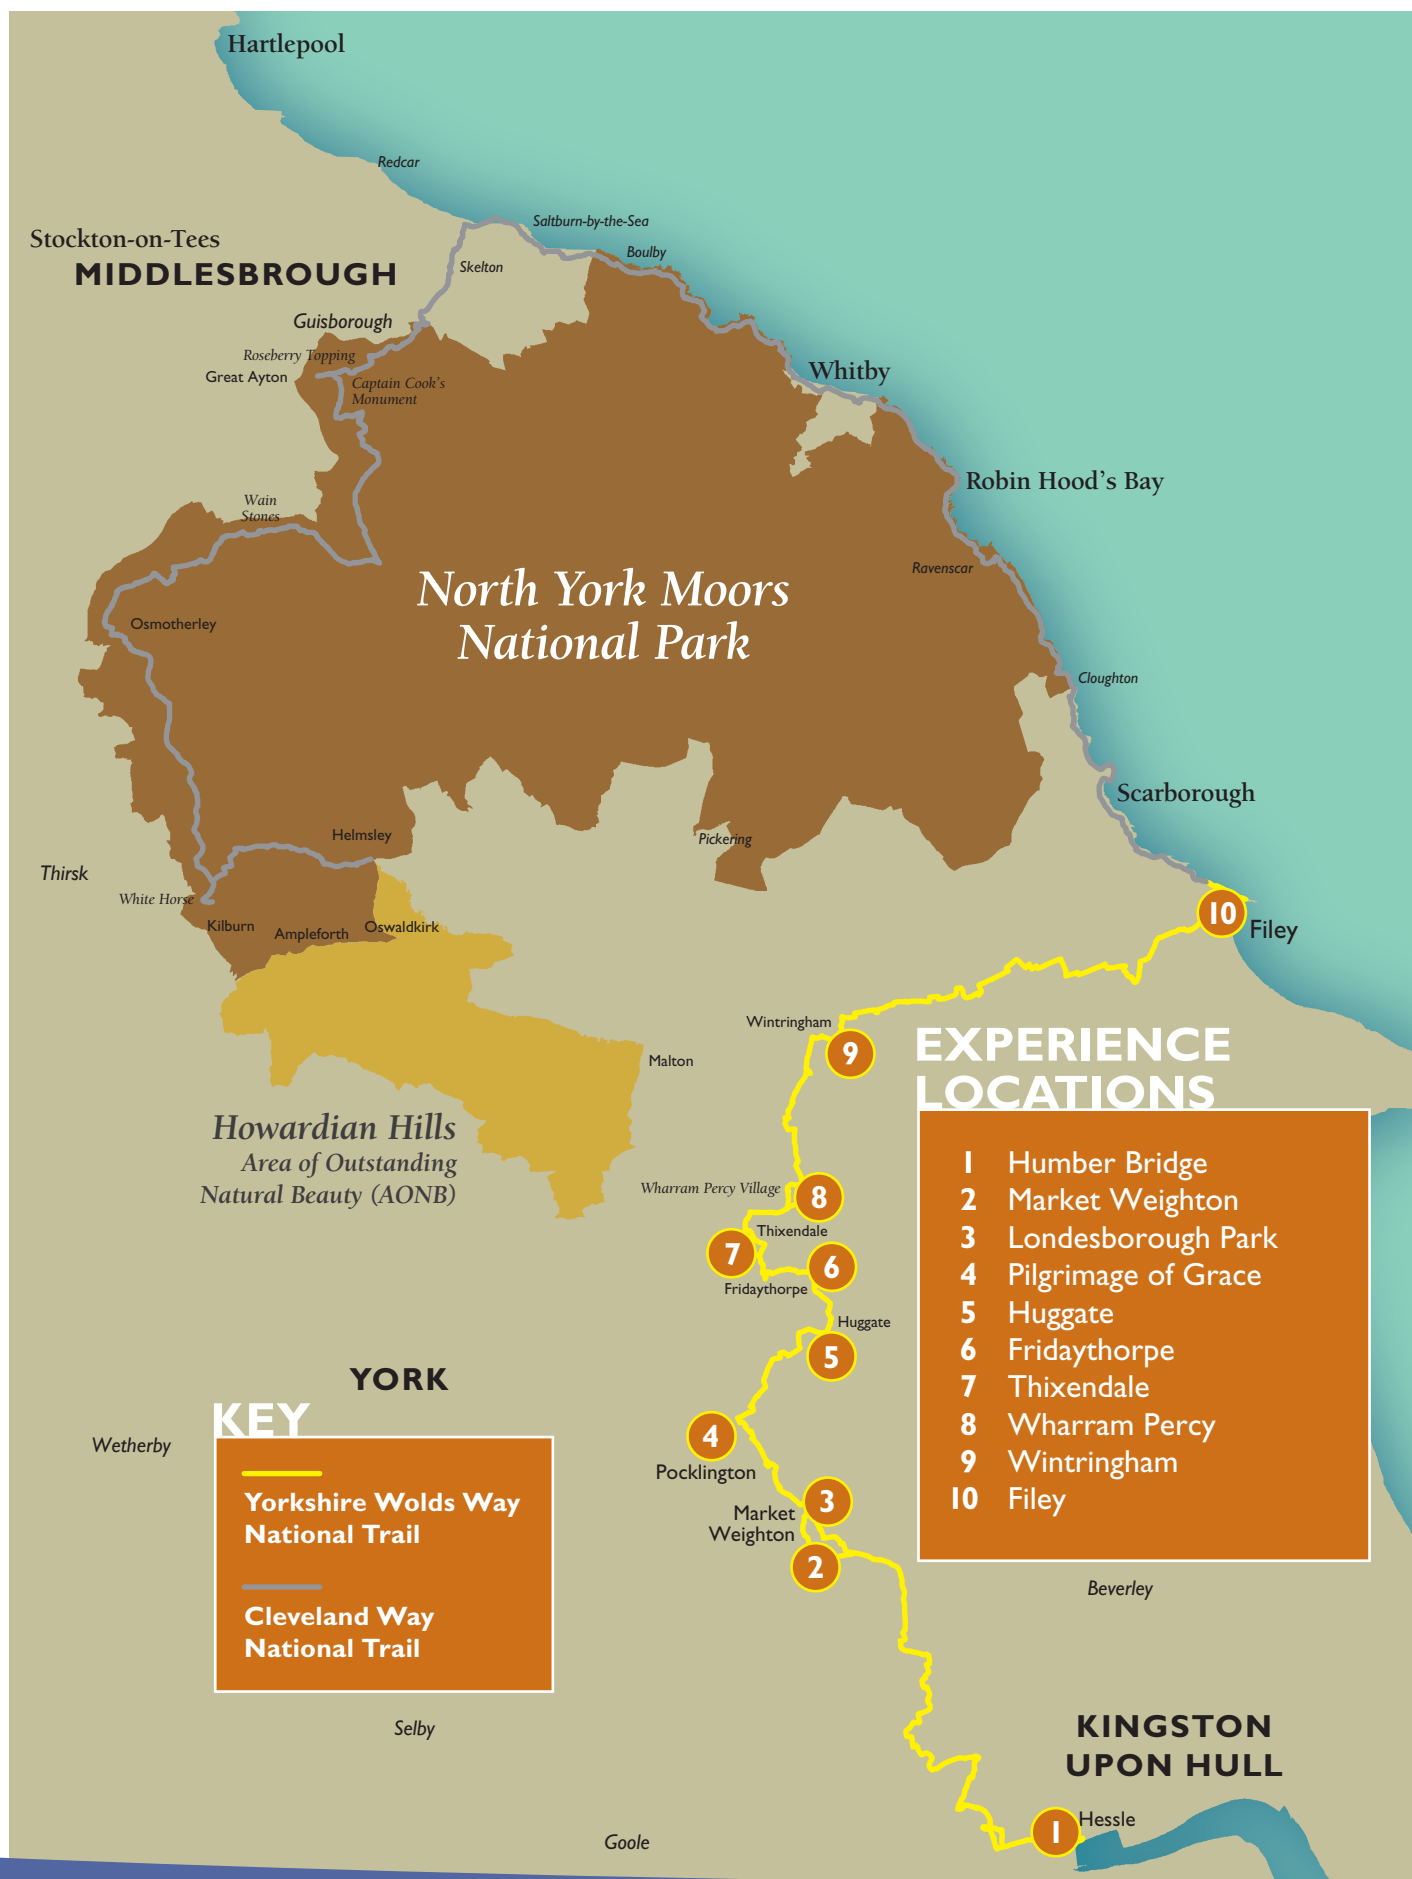 Hartlepool
Redcar
Saltburn-by-the-Sea
Stockton-on-Tees
MIDDLESBROUGH
Boulby
Skelton
Guisborough
Roseberry Topping
Great Ayton
Captain Cook's
Monument
Whitby
Robin Hood's Bay
Wain
Stones
Ravenscar
North York Moors
National Park
Osmotherley
Cloughton
Scarborough
Helmsley
Pickering
Thirsk
White Horse
Kilburn
Ampleforth
Oswaldkirk
10
Filey
Wintringham
9
Malton
Howardian Hills
Area of Outstanding
Natural Beauty (AONB)
Wharram Percy Village
8
Thixendale
7
6
Fridaythorpe
Huggate
5
4
Pocklington
3
Market
Weighton
2
EXPERIENCE
LOCATIONS
1 Humber Bridge
2 Market Weighton
3 Londesborough Park
4 Pilgrimage of Grace
5 Huggate
6 Fridaythorpe
7 Thixendale
8 Wharram Percy
9 Wintringham
10 Filey
YORK
Wetherby
KEY
Yorkshire Wolds Way
National Trail
Cleveland Way
National Trail
Beverley
Selby
KINGSTON
UPON HULL
1
Hessle
Goole